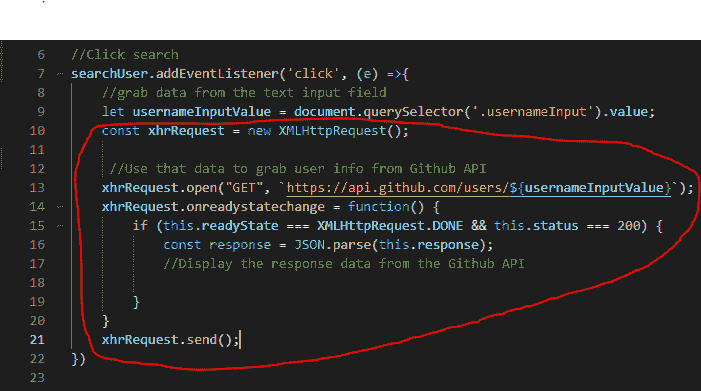 6 //Click search
7 searchUser.addEventListener('click', (e) =>{
8 //grab data from the text input field
9 let usernameInputValue = document.querySelector('.usernameInput').value;
10 const xhrRequest = new XMLHttpRequest();
11
12 //Use that data to grab user info from Github API
13 xhrRequest.open("GET", `https://api.github.com/users/${usernameInputValue}`);
14 xhrRequest.onreadystatechange = function() {
15 if (this.readyState === XMLHttpRequest.DONE && this.status === 200) {
16 const response = JSON.parse(this.response);
17 //Display the response data from the Github API
18
19 }
20 }
21 xhrRequest.send();
22 })
23